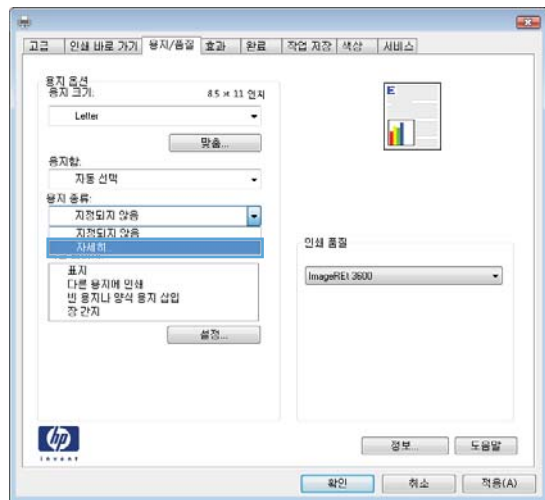 고급 인쇄 바로 가기 용지/품질 효과 완료 작업 저장 색상 서비스
용지 옵션
용지 크기: 8.5 × 11 인치
Letter
맞춤...
용지함:
자동 선택
용지 종류:
지정되지 않음
지정되지 않음
자세히...
표지
다른 용지에 인쇄
빈 용지나 양식 용지 삽입
장 간지
설정...
E
인쇄 품질
ImageREt 3600
hp
invent
정보... 도움말
확인 취소 적용(A)